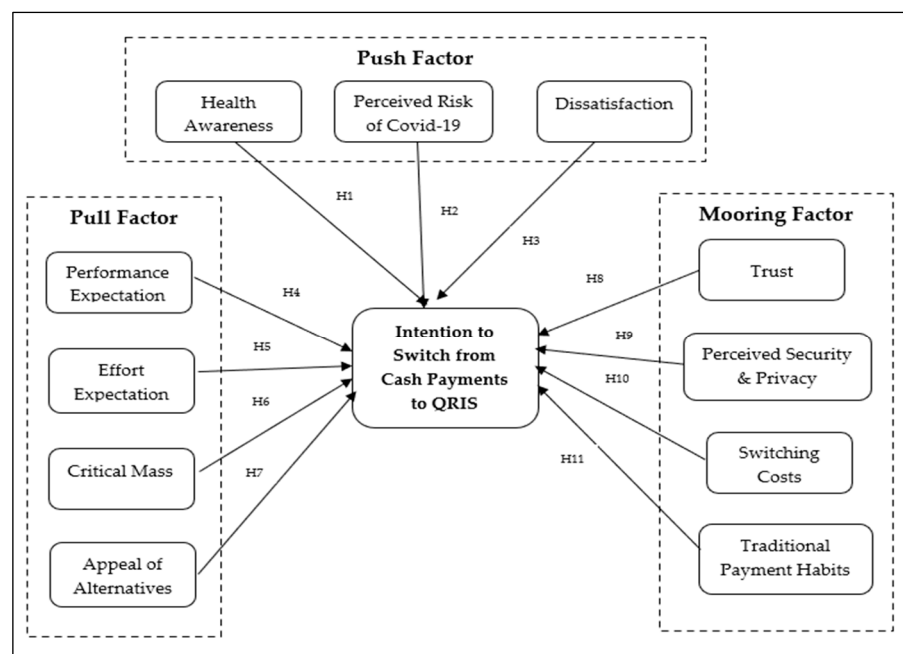 Push Factor
Health
Awareness
Perceived Risk
of Covid-19
Dissatisfaction
H1
H2
H3
Pull Factor
Performance
Expectation
Effort
Expectation
Critical Mass
Appeal of
Alternatives
H4
H5
H6
H7
Intention to
Switch from
Cash Payments
to QRIS
Mooring Factor
Trust
Perceived Security
& Privacy
Switching
Costs
Traditional
Payment Habits
H8
H9
H10
H11